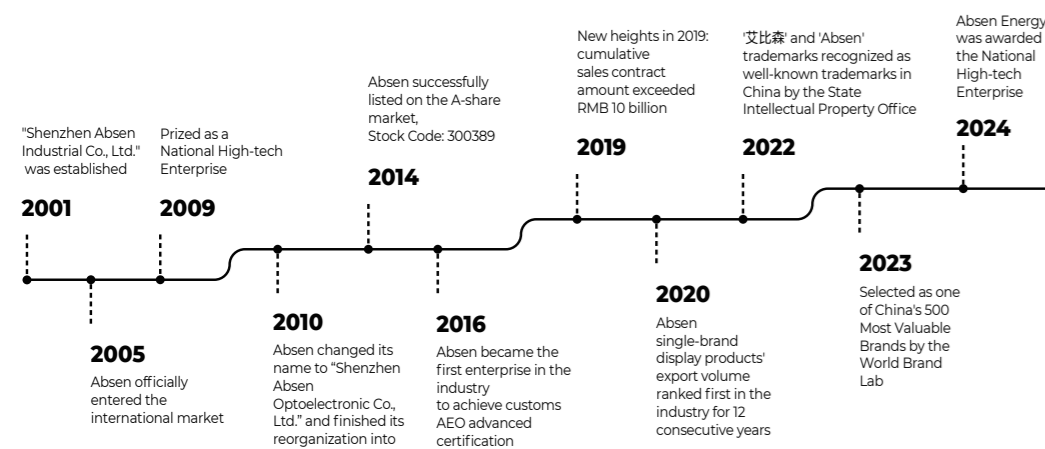 "Shenzhen Absen
Industrial Co., Ltd."
was established
2001
2005
Absen officially
entered the
international market
Prized as a
National High-tech
Enterprise
2009
2010
Absen changed its
name to “Shenzhen
Absen
Optoelectronic Co.,
Ltd.” and finished its
reorganization into
Absen successfully
listed on the A-share
market,
Stock Code: 300389
2014
2016
Absen became the
first enterprise in the
industry
to achieve customs
AEO advanced
certification
New heights in 2019:
cumulative
sales contract
amount exceeded
RMB 10 billion
2019
2020
Absen
single-brand
display products'
export volume
ranked first in the
industry for 12
consecutive years
'艾比森' and 'Absen'
trademarks recognized as
well-known trademarks in
China by the State
Intellectual Property Office
2022
2023
Selected as one
of China's 500
Most Valuable
Brands by the
World Brand
Lab
Absen Energy
was awarded
the National
High-tech
Enterprise
2024